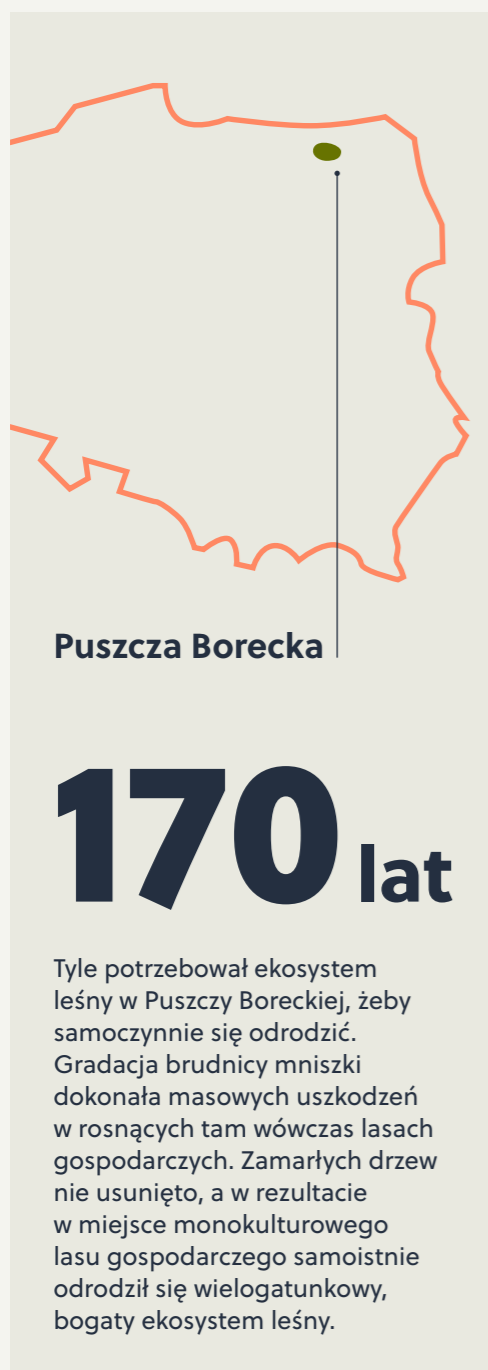 Puszcza Borecka
170 lat
Tyle potrzebował ekosystem
leśny w Puszczy Boreckiej, żeby
samoczynnie się odrodzić.
Gradacja brudnicy mniszki
dokonała masowych uszkodzeń
w rosnących tam wówczas lasach
gospodarczych. Zamarłych drzew
nie usunięto, a w rezultacie
w miejsce monokulturowego
lasu gospodarczego samoistnie
odrodził się wielogatunkowy,
bogaty ekosystem leśny.